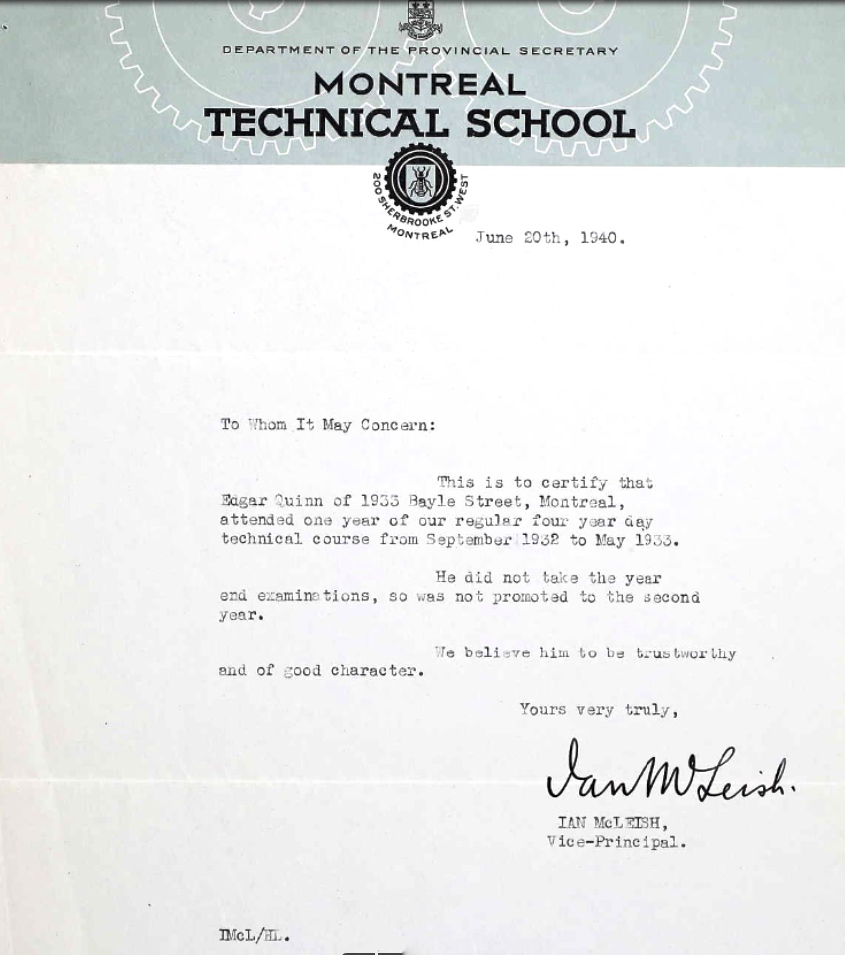 DEPARTMENT OF THE PROVINCIAL SECRETARY
MONTREAL
TECHNICAL SCHOOL
200 SHERBROOKE ST. WEST
MONTREAL
June 20th, 1940.
To Whom It May Concern:
This is to certify that
Edgar Quinn of 1933 Bayle Street, Montreal,
attended one year of our regular four year day
technical course from September 1932 to May 1933.
He did not take the year
end examinations, so was not promoted to the second
year.
We believe him to be trustworthy
and of good character.
Yours very truly,
Ian McLeish.
IAN McLEISH,
Vice-Principal.
IMcL/HL.